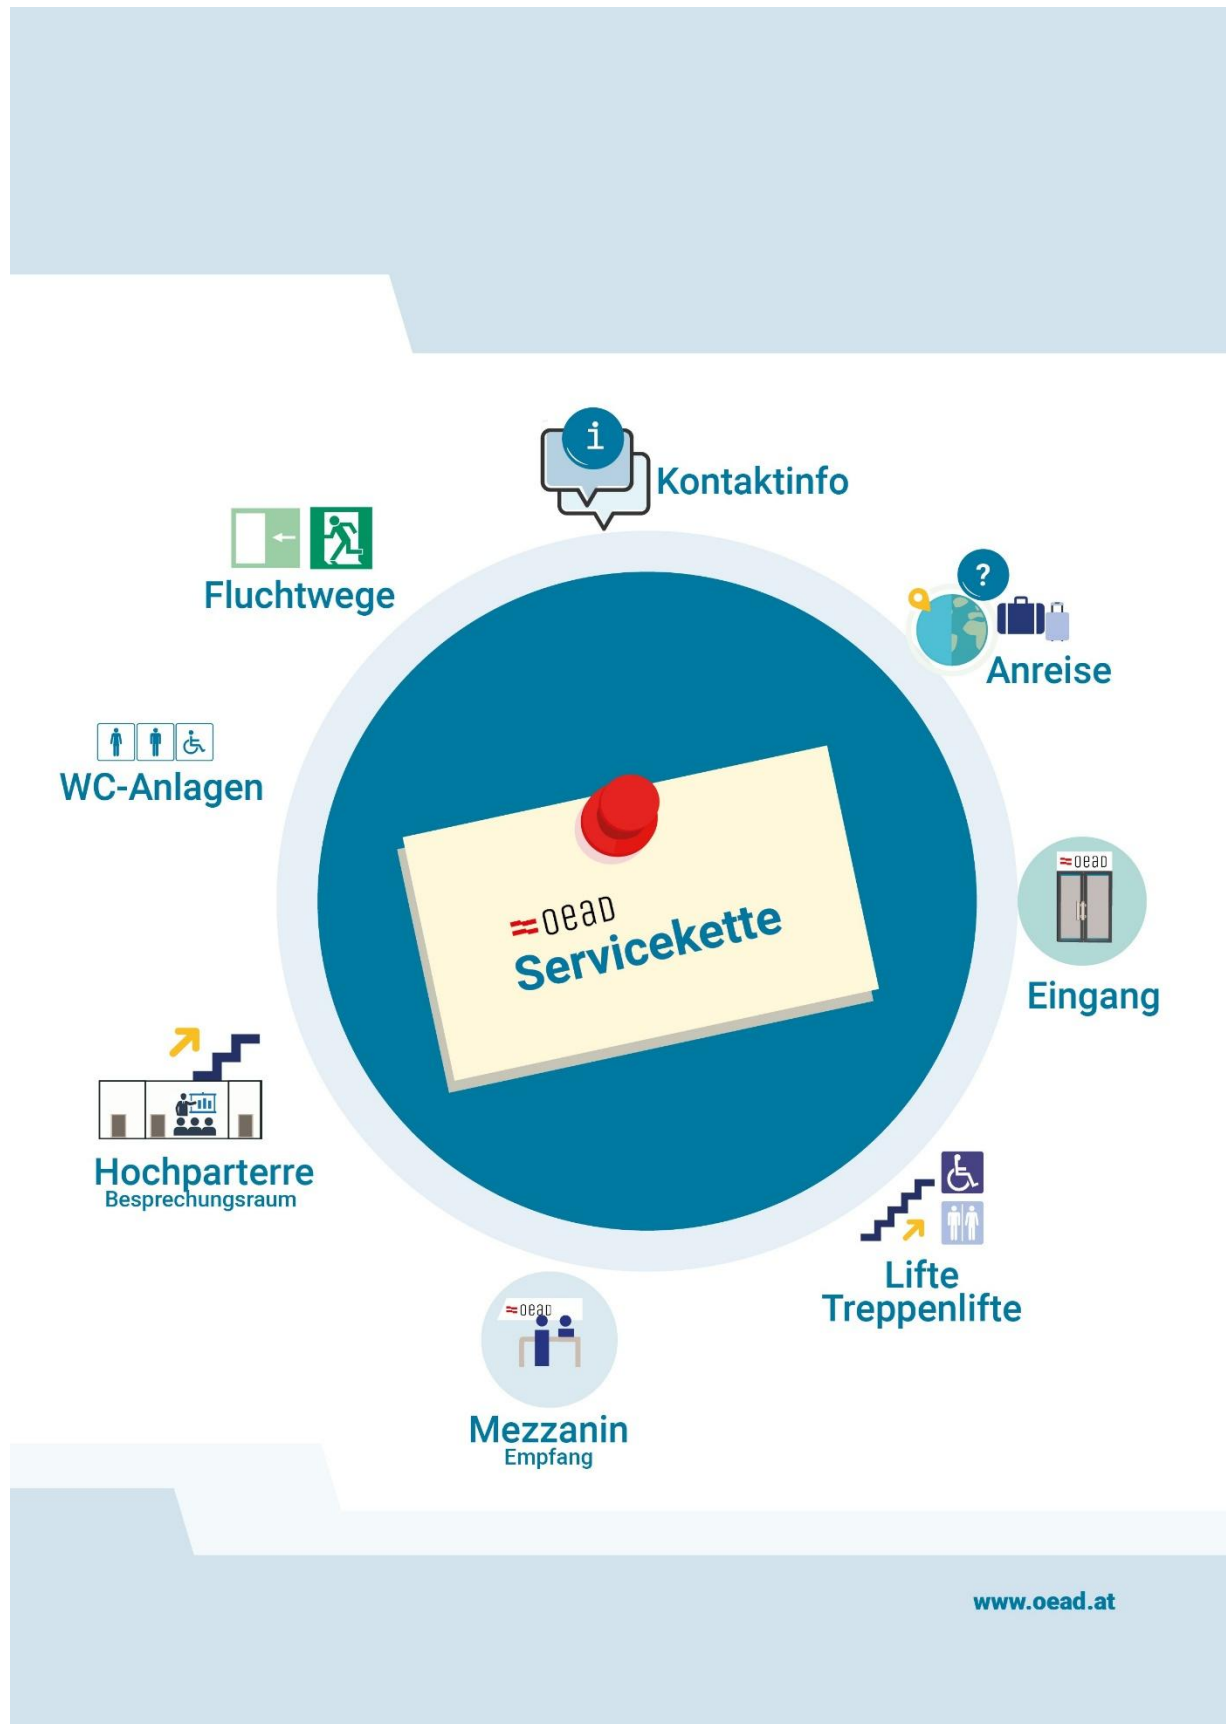 i
Kontaktinfo
Fluchtwege
?
Anreise
WC-Anlagen
oead
Servicekette
oead
Eingang
Hochparterre
Besprechungsraum
Lifte
Treppenlifte
oead
Mezzanin
Empfang
www.oead.at